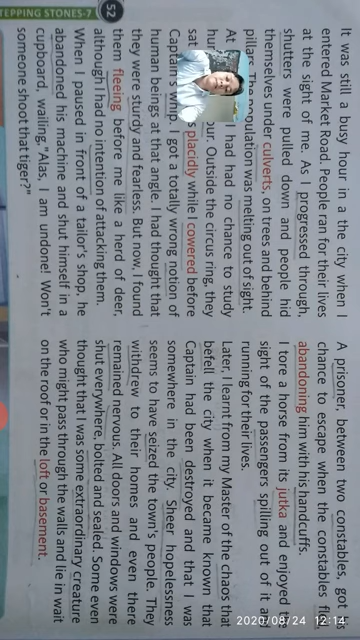 It was still a busy hour in a the city when I
entered Market Road. People ran for their lives
at the sight of me. As I progressed through,
shutters were pulled down and people hid
themselves under culverts, on trees and behind
pillars. The population was melting out of sight.
At I had had no chance to study
hu our. Outside the circus ring, they
sat s placidly while I cowered before
Captain's whip. I got a totally wrong notion of
human beings at that angle. I had thought that
they were sturdy and fearless. But now, I found
them fleeing before me like a herd of deer,
although I had no intention of attacking them.
When I paused in front of a tailor's shop, he
abandoned his machine and shut himself in a
cupboard, wailing, "Alas, I am undone! Won't
someone shoot that tiger?"
A prisoner, between two constables, got his
chance to escape when the constables fle
abandoning him with his handcuffs.
I tore a horse from its jutka and enjoyed th
sight of the passengers spilling out of it a
running for their lives.
Later, I learnt from my Master of the chaos that
befell the city when it became known that
Captain had been destroyed and that I was
somewhere in the city. Sheer hopelessness
seems to have seized the town's people. They
withdrew to their homes and even there
remained nervous. All doors and windows were
shut everywhere, bolted and sealed. Some even
thought that I was some extraordinary creature
who might pass through the walls and lie in wait
on the roof or in the loft or basement.
52
TEPPING STONES-7
2020/08/24 12:14